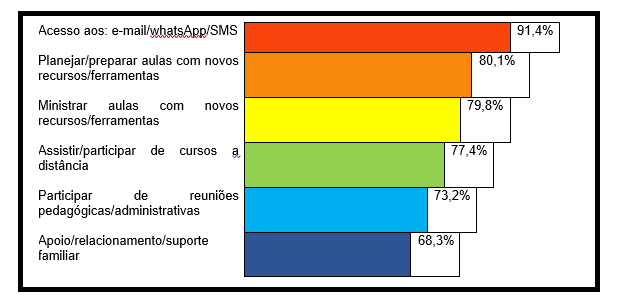 Acesso aos: e-mail/whatsApp/SMS
91,4%
Planejar/preparar aulas com novos
recursos/ferramentas
80,1%
Ministrar aulas com novos
recursos/ferramentas
79,8%
Assistir/participar de cursos a
distância
77,4%
Participar de reuniões
pedagógicas/administrativas
73,2%
Apoio/relacionamento/suporte
familiar
68,3%